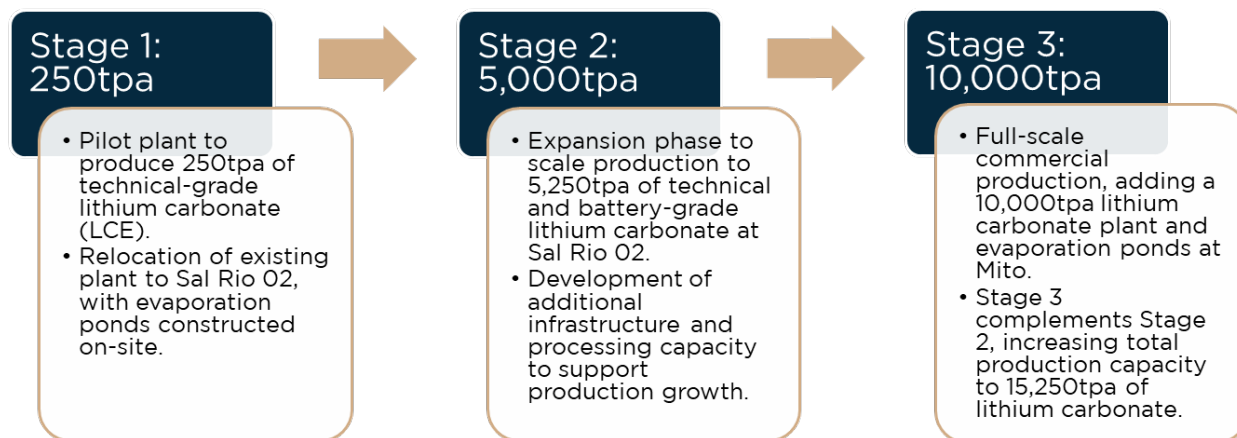 Stage 1:
250tpa
• Pilot plant to
produce 250tpa of
technical-grade
lithium carbonate
(LCE).
• Relocation of existing
plant to Sal Rio 02,
with evaporation
ponds constructed
on-site.
Stage 2:
5,000tpa
• Expansion phase to
scale production to
5,250tpa of technical
and battery-grade
lithium carbonate at
Sal Rio 02.
• Development of
additional
infrastructure and
processing capacity
to support
production growth.
Stage 3:
10,000tpa
• Full-scale
commercial
production, adding a
10,000tpa lithium
carbonate plant and
evaporation ponds at
Mito.
• Stage 3
complements Stage
2, increasing total
production capacity
to 15,250tpa of
lithium carbonate.